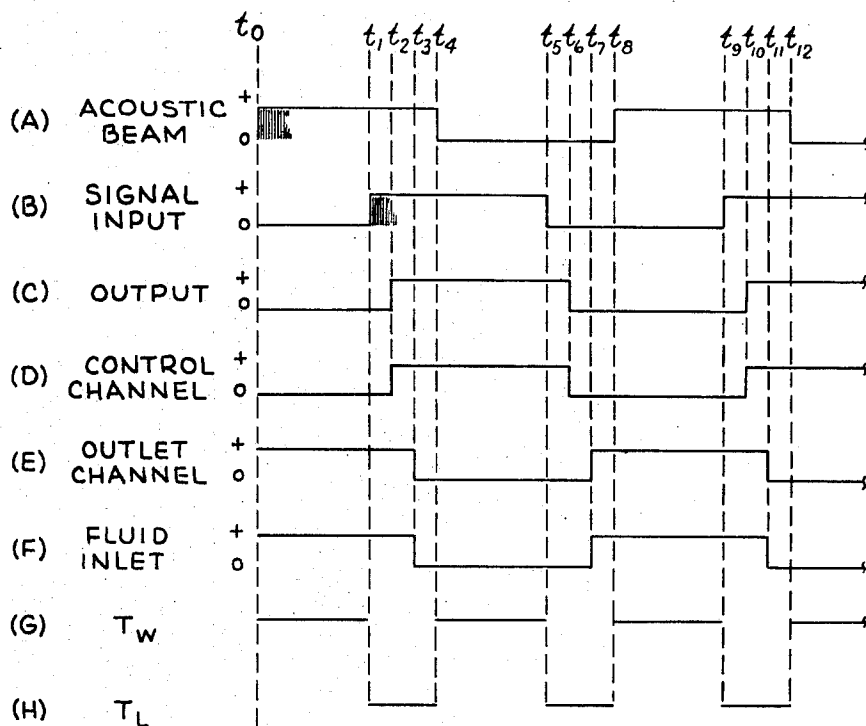 t0 t1 t2 t3 t4 t5 t6 t7 t8 t9 t10 t11 t12
(A) ACOUSTIC BEAM + 0
(B) SIGNAL INPUT + 0
(C) OUTPUT + 0
(D) CONTROL CHANNEL + 0
(E) OUTLET CHANNEL + 0
(F) FLUID INLET + 0
(G) TW
(H) TL